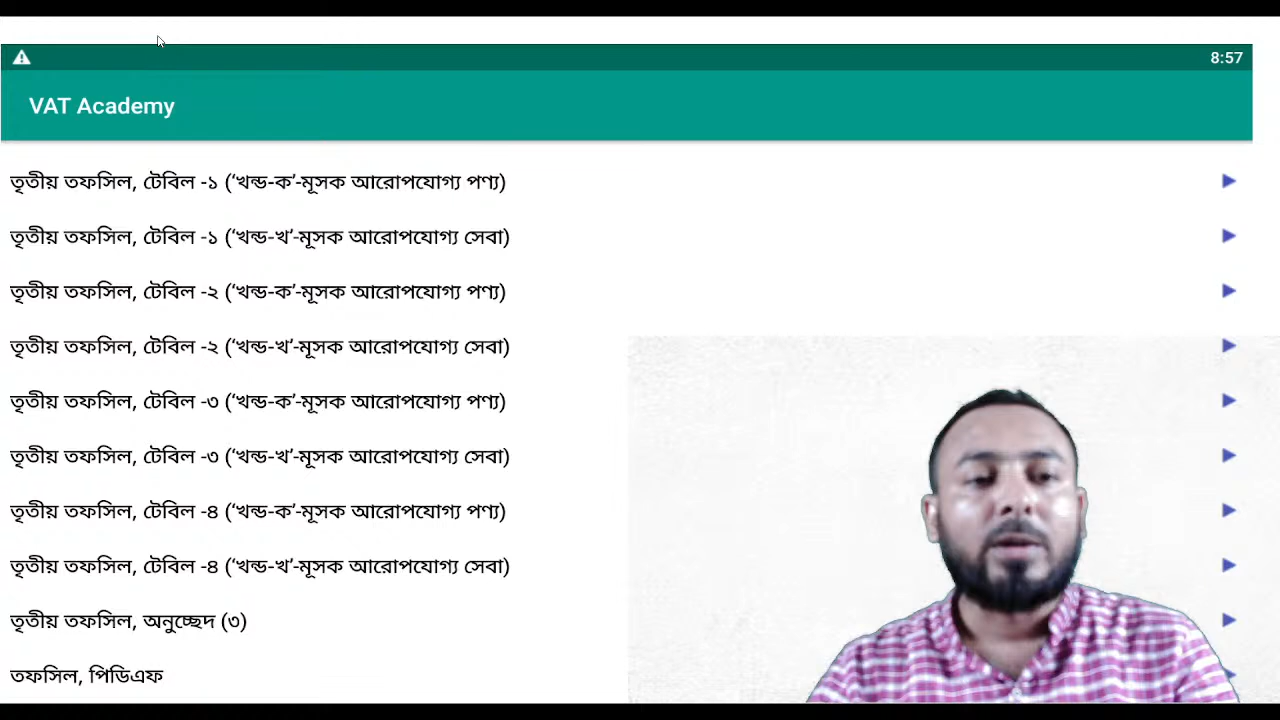 8:57
VAT Academy
তৃতীয় তফসিল, টেবিল -১ (‘খন্ড-ক’-মূসক আরোপযোগ্য পণ্য)
তৃতীয় তফসিল, টেবিল -১ (‘খন্ড-খ’-মূসক আরোপযোগ্য সেবা)
তৃতীয় তফসিল, টেবিল -২ (‘খন্ড-ক’-মূসক আরোপযোগ্য পণ্য)
তৃতীয় তফসিল, টেবিল -২ (‘খন্ড-খ’-মূসক আরোপযোগ্য সেবা)
তৃতীয় তফসিল, টেবিল -৩ (‘খন্ড-ক’-মূসক আরোপযোগ্য পণ্য)
তৃতীয় তফসিল, টেবিল -৩ (‘খন্ড-খ’-মূসক আরোপযোগ্য সেবা)
তৃতীয় তফসিল, টেবিল -৪ (‘খন্ড-ক’-মূসক আরোপযোগ্য পণ্য)
তৃতীয় তফসিল, টেবিল -৪ (‘খন্ড-খ’-মূসক আরোপযোগ্য সেবা)
তৃতীয় তফসিল, অনুচ্ছেদ (৩)
তফসিল, পিডিএফ